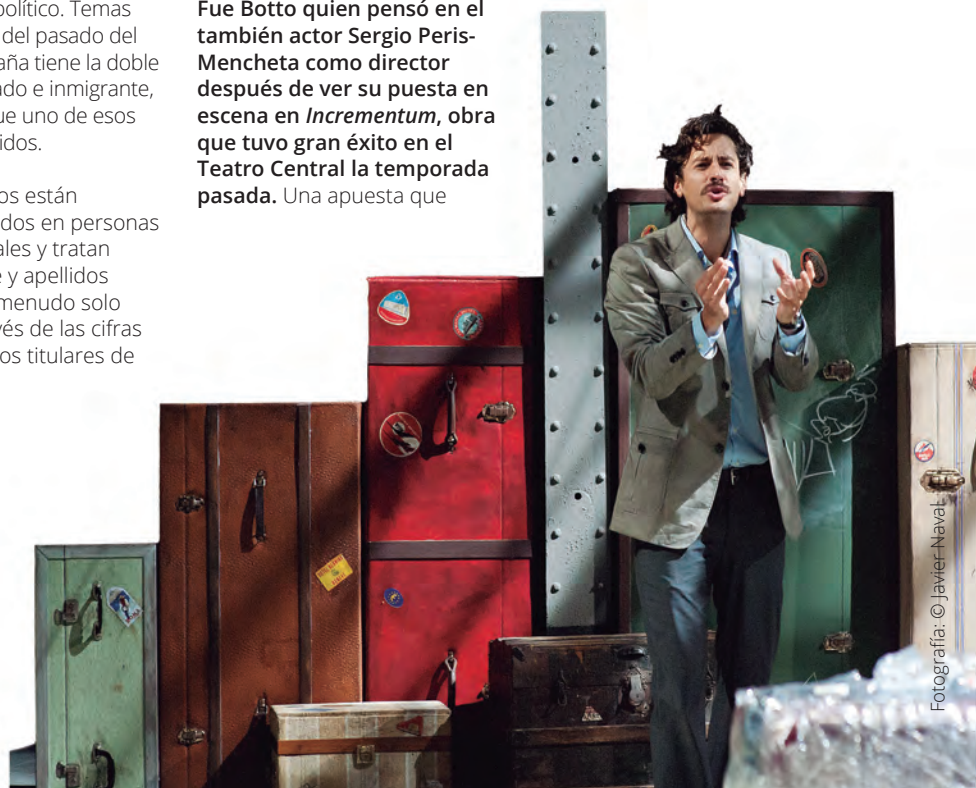 político. Temas
del pasado del
aña tiene la doble
ado e inmigrante,
ue uno de esos
idos.
os están
dos en personas
ales y tratan
e y apellidos
menudo solo
vés de las cifras
os titulares de
Fue Botto quien pensó en el
también actor Sergio Peris-
Mencheta como director
después de ver su puesta en
escena en Incrementum, obra
que tuvo gran éxito en el
Teatro Central la temporada
pasada. Una apuesta que
Fotografía: © Javier Naval